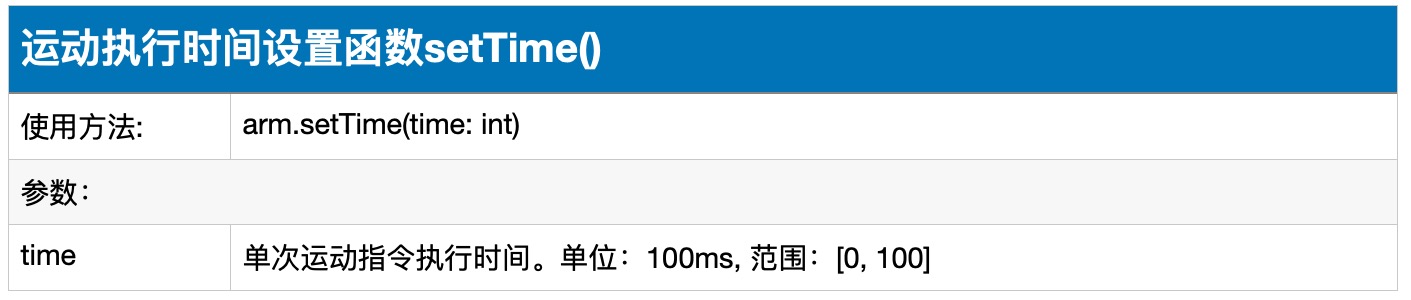 运动执行时间设置函数setTime()
使用方法: arm.setTime(time: int)
参数：
time 单次运动指令执行时间。单位：100ms, 范围：[0, 100]